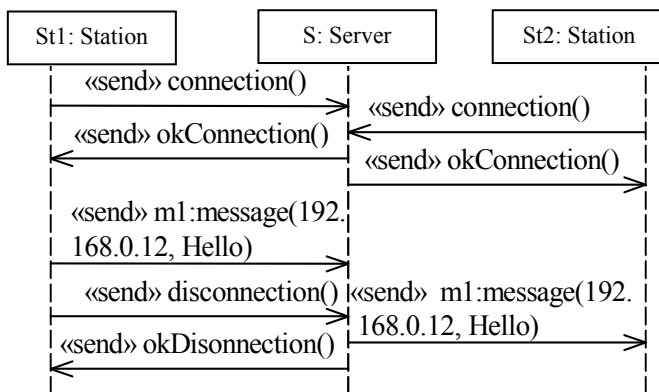 St1: Station
S: Server
St2: Station
«send» connection()
«send» connection()
«send» okConnection()
«send» okConnection()
«send» m1:message(192.
168.0.12, Hello)
«send» disconnection()
«send» m1:message(192.
168.0.12, Hello)
«send» okDisonnection()